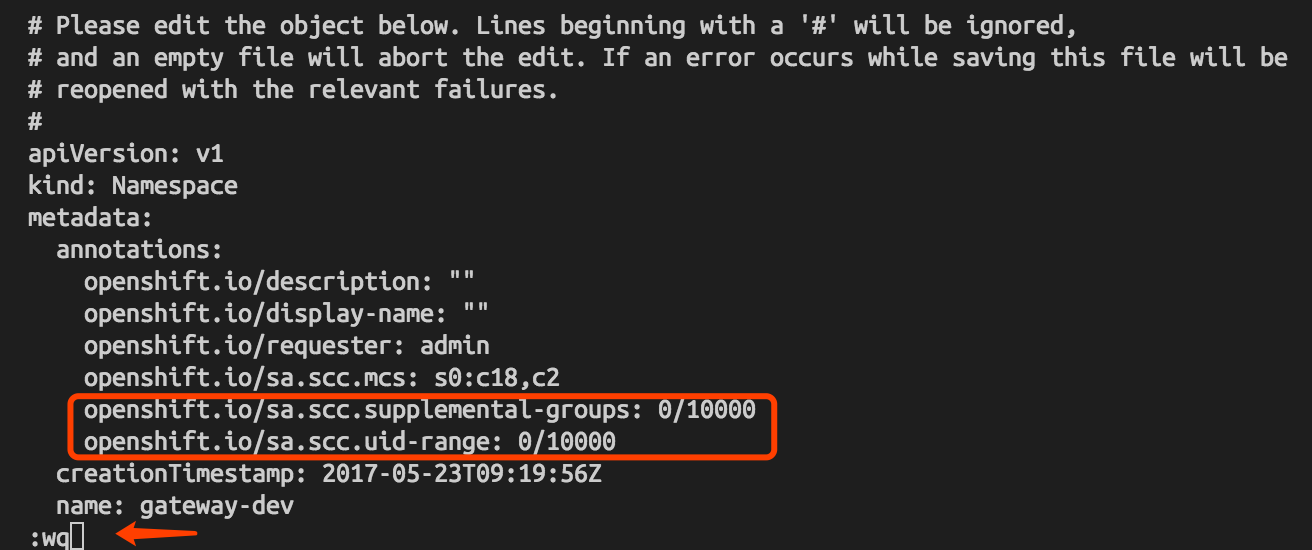 # Please edit the object below. Lines beginning with a '#' will be ignored,
# and an empty file will abort the edit. If an error occurs while saving this file will be
# reopened with the relevant failures.
#
apiVersion: v1
kind: Namespace
metadata:
  annotations:
    openshift.io/description: ""
    openshift.io/display-name: ""
    openshift.io/requester: admin
    openshift.io/sa.scc.mcs: s0:c18,c2
    openshift.io/sa.scc.supplemental-groups: 0/10000
    openshift.io/sa.scc.uid-range: 0/10000
  creationTimestamp: 2017-05-23T09:19:56Z
  name: gateway-dev
:wq